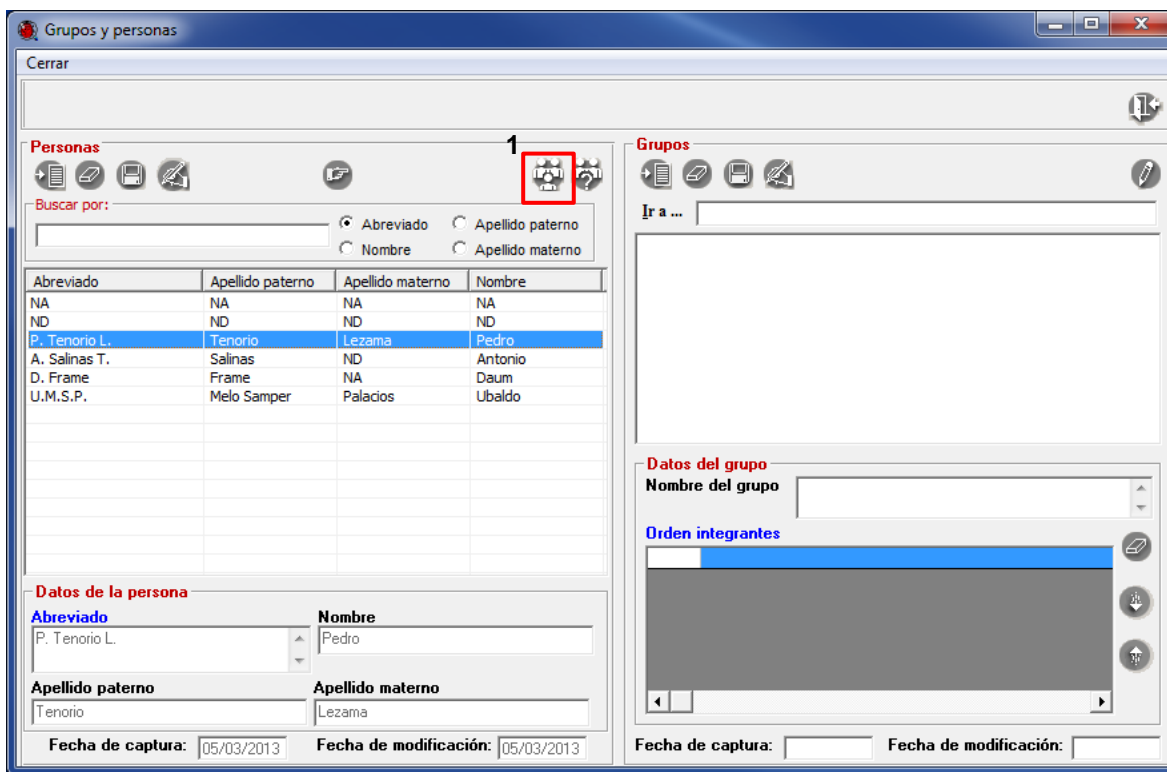 Grupos y personas
Cerrar
Personas
1
Buscar por:
Abreviado
Apellido paterno
Nombre
Apellido materno
Abreviado Apellido paterno Apellido materno Nombre
NA NA NA NA
ND ND ND ND
P. Tenorio L. Tenorio Lezama Pedro
A. Salinas T. Salinas ND Antonio
D. Frame Frame NA Daum
U.M.S.P. Melo Samper Palacios Ubaldo
Datos de la persona
Abreviado Nombre
P. Tenorio L. Pedro
Apellido paterno Apellido materno
Tenorio Lezama
Fecha de captura: 05/03/2013 Fecha de modificación: 05/03/2013
Grupos
Ir a ...
Datos del grupo
Nombre del grupo
Orden integrantes
Fecha de captura: Fecha de modificación: